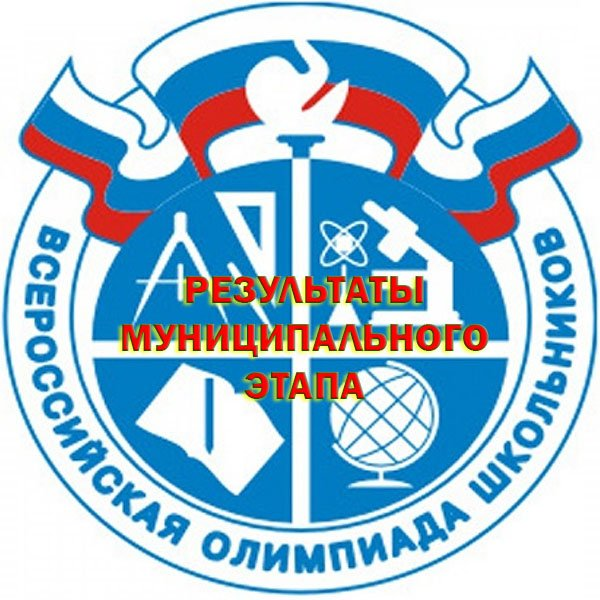 РЕЗУЛЬТАТЫ
МУНИЦИПАЛЬНОГО
ЭТАПА
ВСЕРОССИЙСКАЯ ОЛИМПИАДА ШКОЛЬНИКОВ